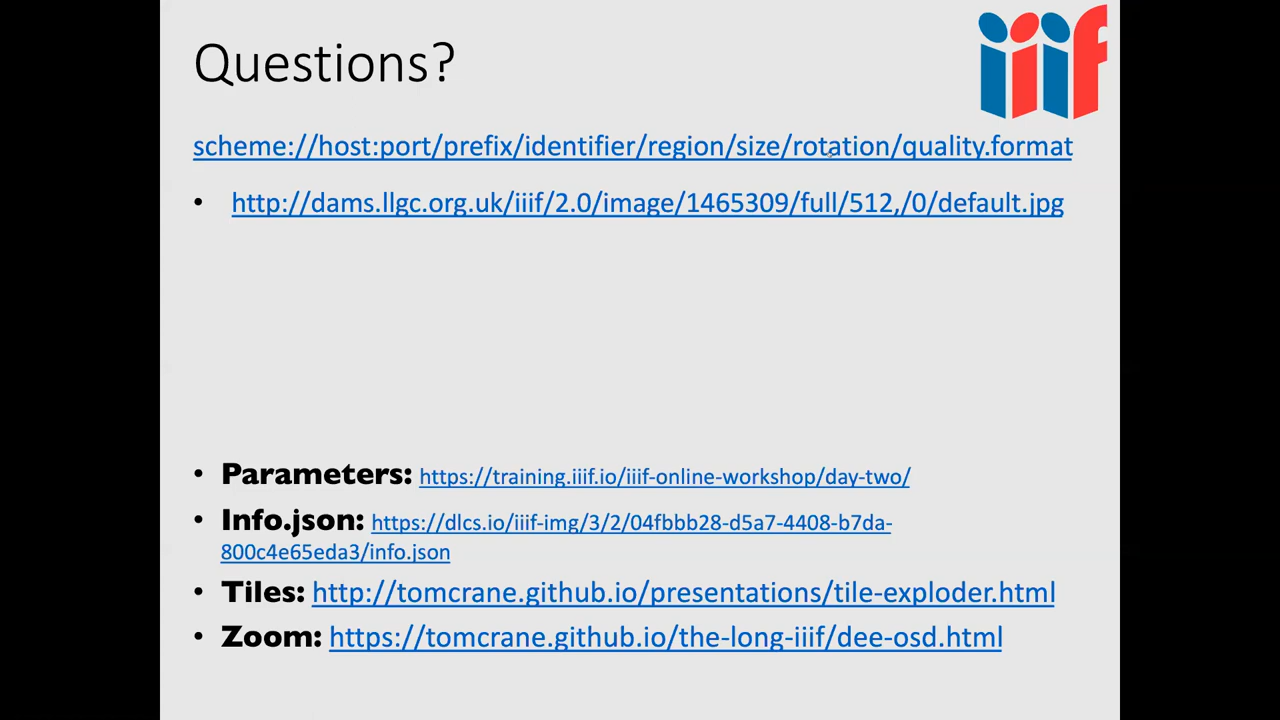 Questions?
iiif
scheme://host:port/prefix/identifier/region/size/rotation/quality.format
• http://dams.llgc.org.uk/iiif/2.0/image/1465309/full/512,/0/default.jpg
• Parameters: https://training.iiif.io/iiif-online-workshop/day-two/
• Info.json: https://dlcs.io/iiif-img/3/2/04fbbb28-d5a7-4408-b7da-
800c4e65eda3/info.json
• Tiles: http://tomcrane.github.io/presentations/tile-exploder.html
• Zoom: https://tomcrane.github.io/the-long-iiif/dee-osd.html